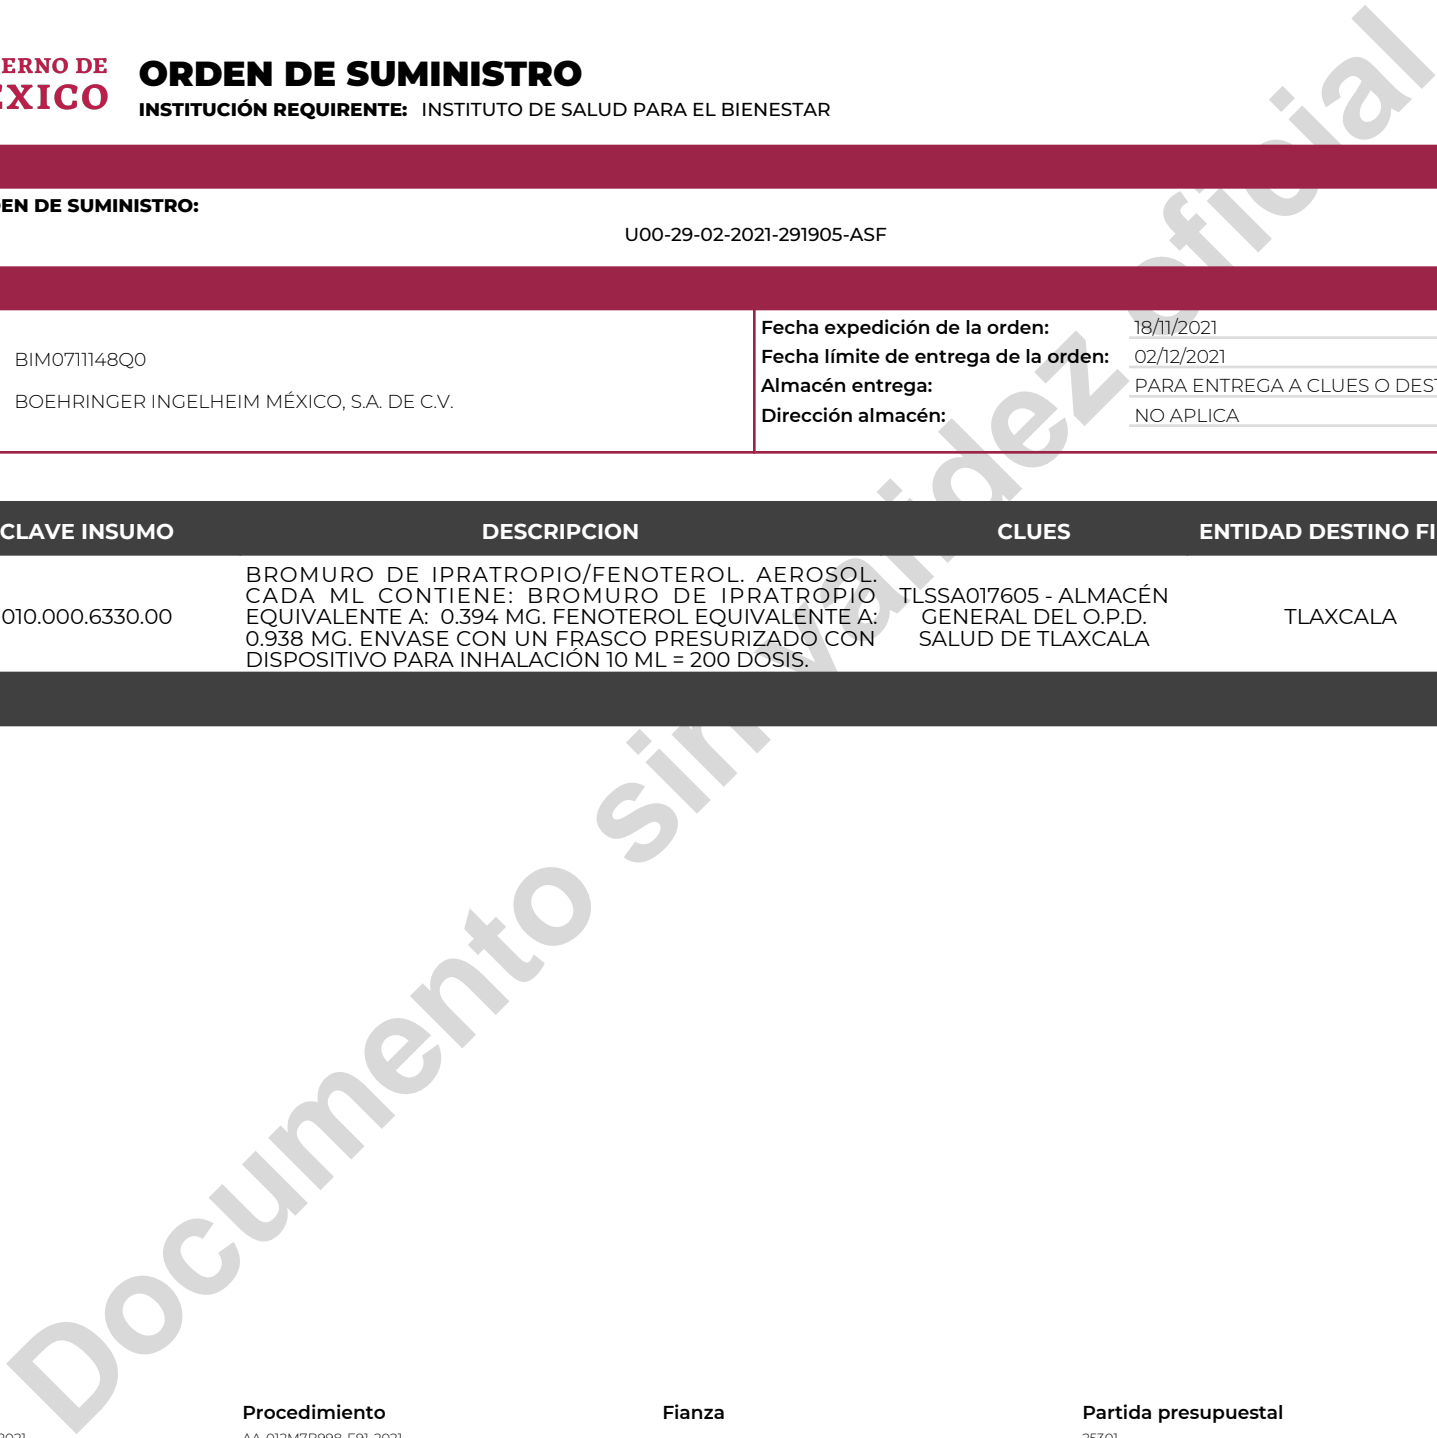 ORDEN DE SUMINISTRO
INSTITUCIÓN REQUIRENTE: INSTITUTO DE SALUD PARA EL BIENESTAR
ERNO DE
EXICO
EN DE SUMINISTRO:
U00-29-02-2021-291905-ASF
BIM0711148Q0
BOEHRINGER INGELHEIM MÉXICO, S.A. DE C.V.
Fecha expedición de la orden: 18/11/2021
Fecha límite de entrega de la orden: 02/12/2021
Almacén entrega: PARA ENTREGA A CLUES O DEST
Dirección almacén: NO APLICA
CLAVE INSUMO DESCRIPCION CLUES ENTIDAD DESTINO FI
010.000.6330.00
BROMURO DE IPRATROPIO/FENOTEROL. AEROSOL.
CADA ML CONTIENE: BROMURO DE IPRATROPIO
EQUIVALENTE A: 0.394 MG. FENOTEROL EQUIVALENTE A:
0.938 MG. ENVASE CON UN FRASCO PRESURIZADO CON
DISPOSITIVO PARA INHALACIÓN 10 ML = 200 DOSIS.
TLSSA017605 - ALMACÉN
GENERAL DEL O.P.D.
SALUD DE TLAXCALA
TLAXCALA
Documento sin validez oficial
Procedimiento Fianza Partida presupuestal